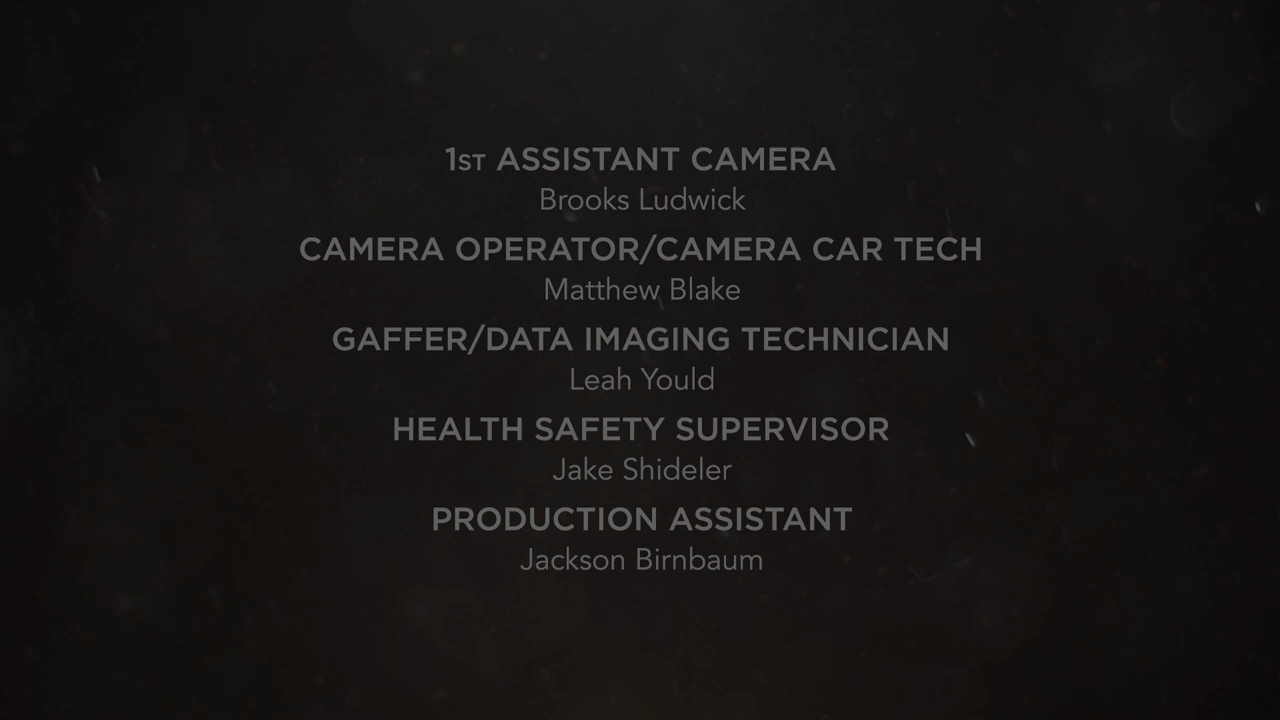 1ST ASSISTANT CAMERA
Brooks Ludwick
CAMERA OPERATOR/CAMERA CAR TECH
Matthew Blake
GAFFER/DATA IMAGING TECHNICIAN
Leah Yould
HEALTH SAFETY SUPERVISOR
Jake Shideler
PRODUCTION ASSISTANT
Jackson Birnbaum